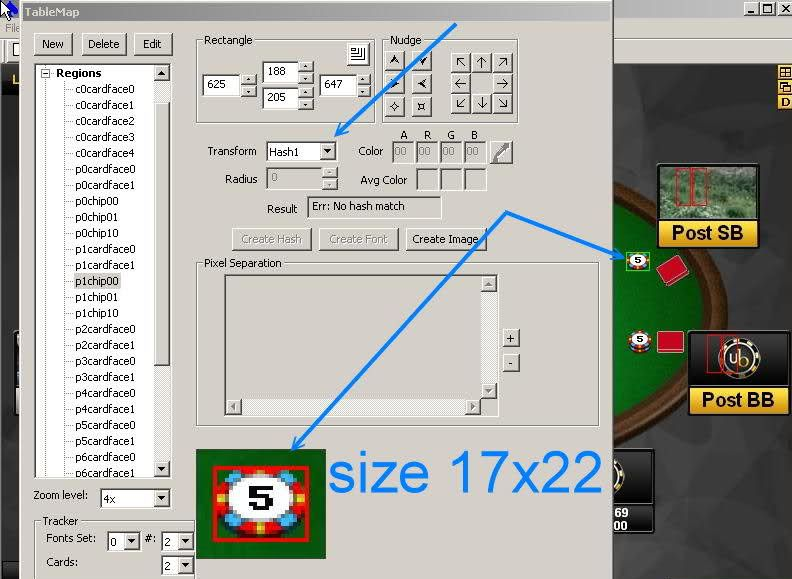 TableMap
File
New Delete Edit
Regions
c0cardface0
c0cardface1
c0cardface2
c0cardface3
c0cardface4
p0cardface0
p0cardface1
p0chip00
p0chip01
p0chip10
p1cardface0
p1cardface1
p1chip00
p1chip01
p1chip10
p2cardface0
p2cardface1
p3cardface0
p3cardface1
p4cardface0
p4cardface1
p5cardface0
p5cardface1
p6cardface0
p6cardface1
Zoom level: 4x
Tracker
Fonts Set: 0 #: 2
Cards: 2
Rectangle
188
625 647
205
Nudge
Transform Hash1
Radius 0
A R G B
Color 00 00 00 00
Avg Color
Result Err: No hash match
Create Hash Create Font Create Image
Pixel Separation
+
-
5
size 17x22
L
D
Post SB
5
5
ub
Post BB
69
00